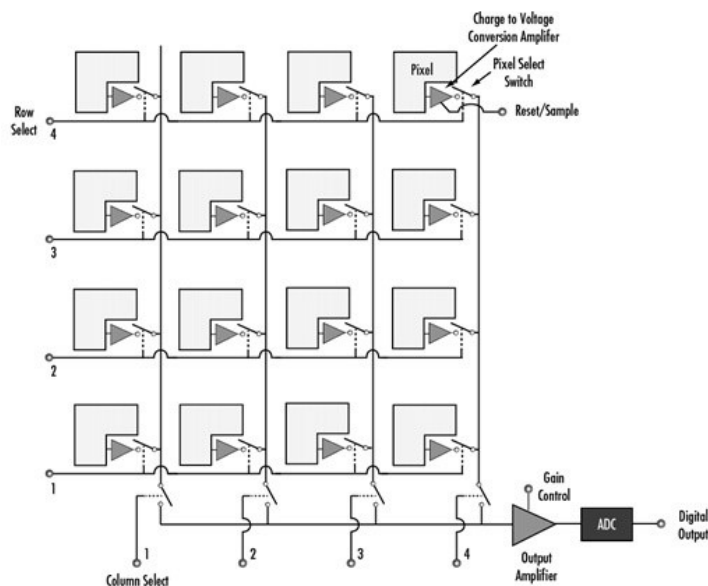 Charge to Voltage
Conversion Amplifer
Pixel
Pixel Select
Switch
Row
Select
4
Reset/Sample
3
2
1
Gain
Control
ADC
Digital
Output
Output
Amplifier
1
2
3
4
Column Select